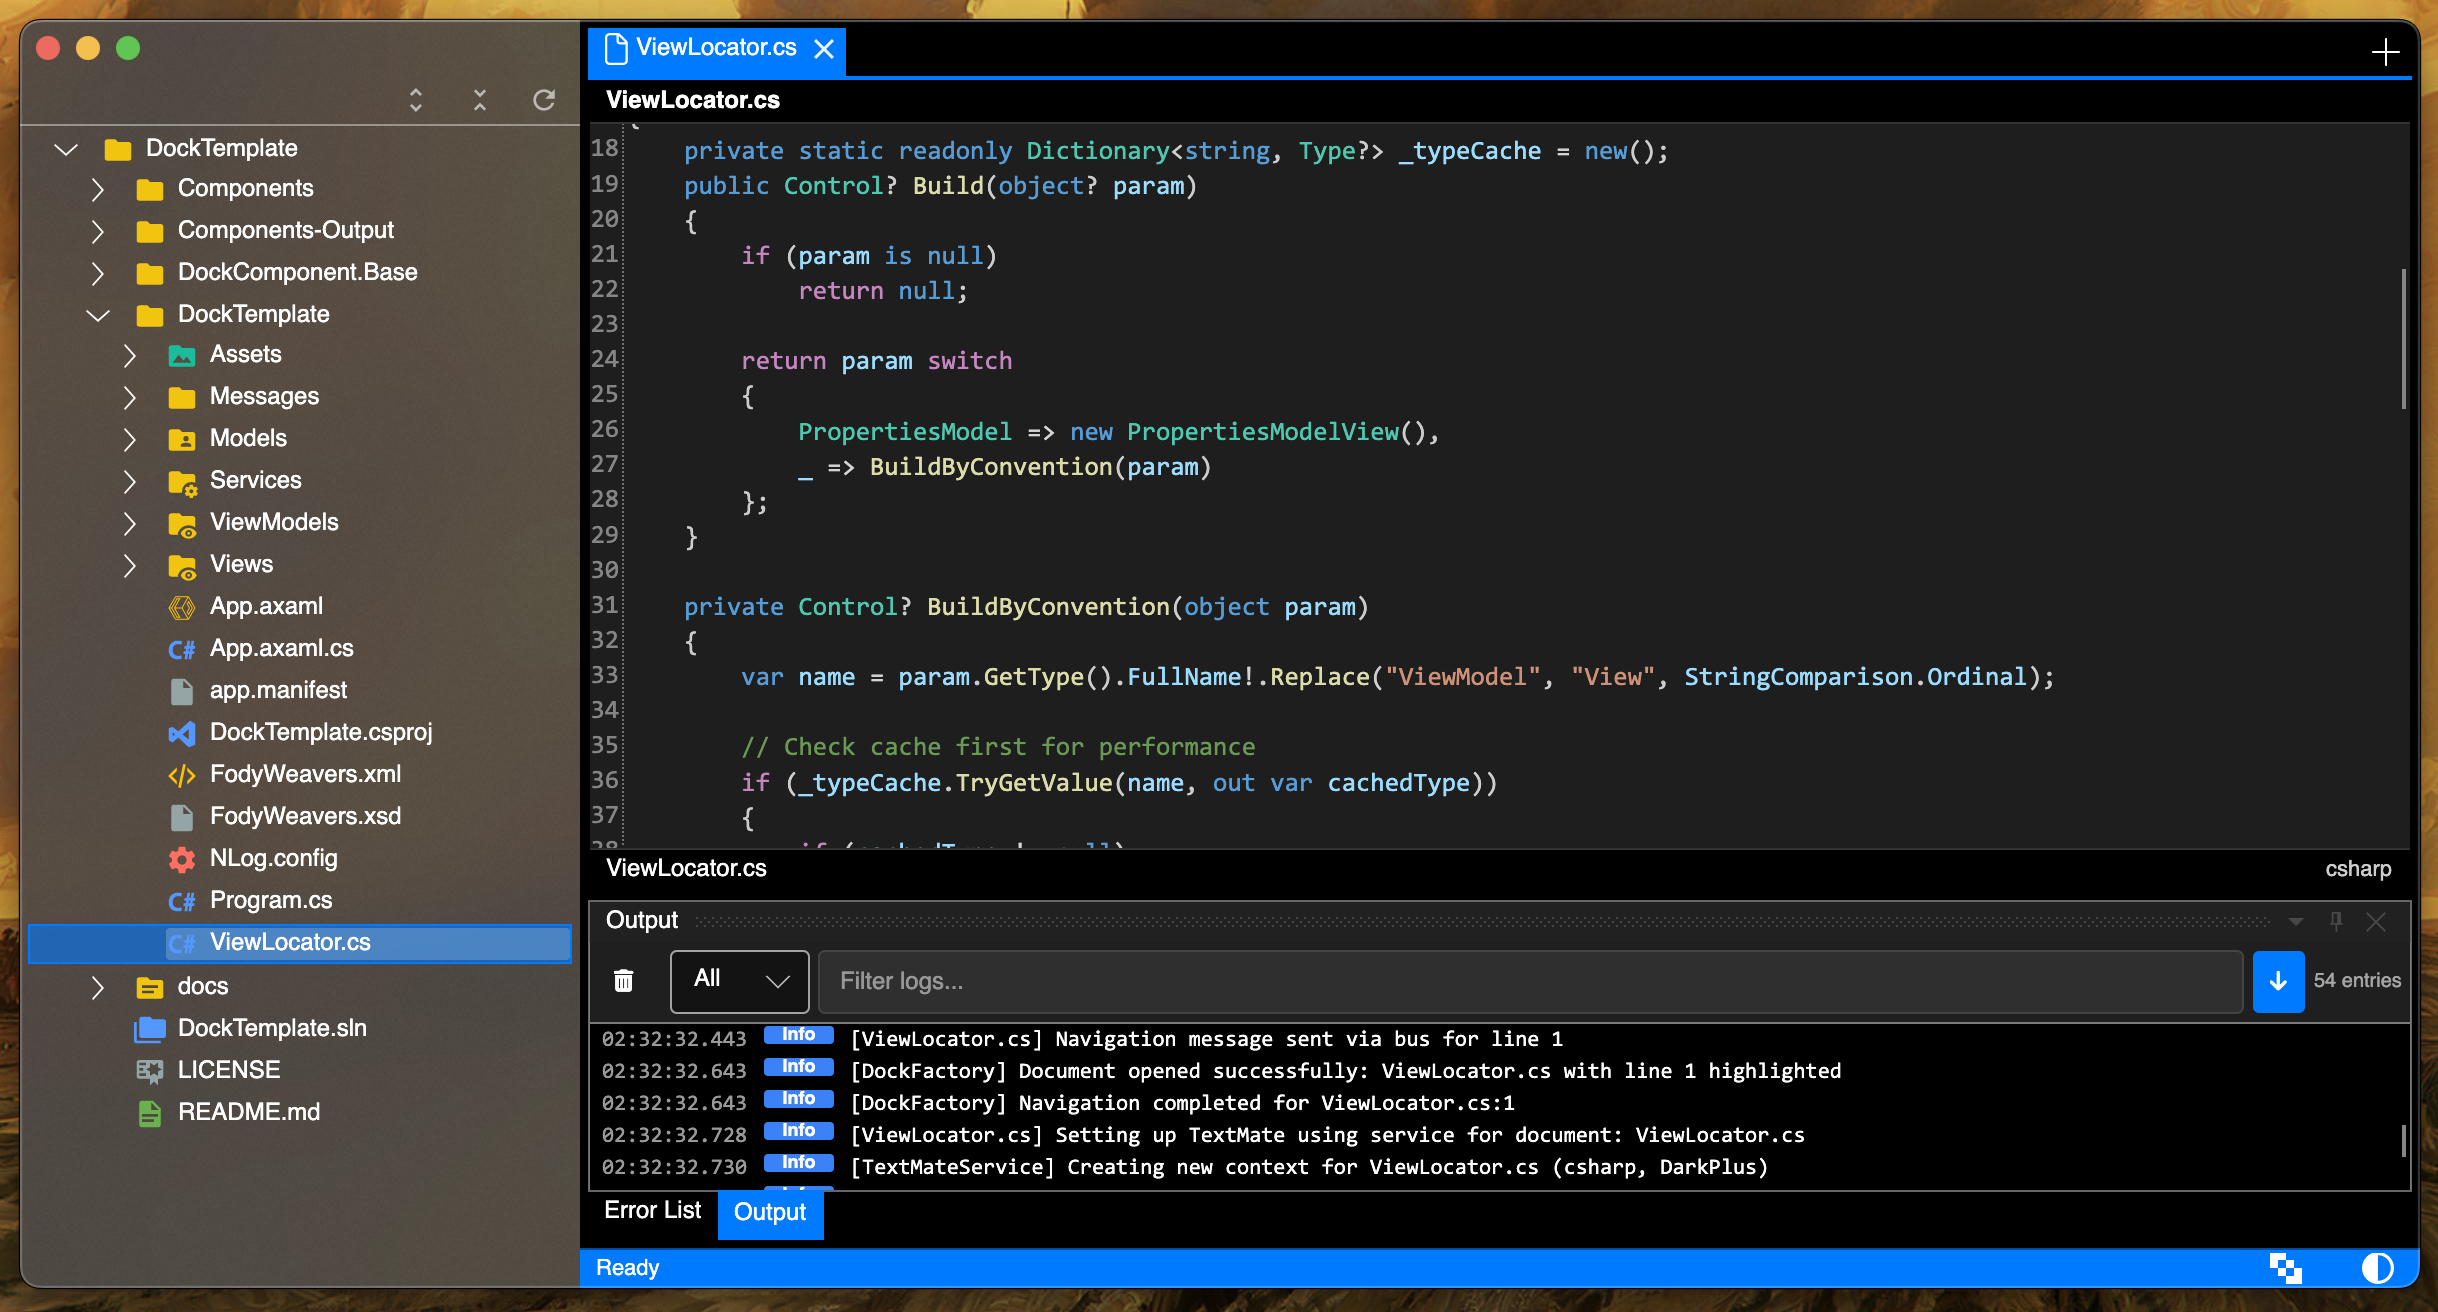 DockTemplate
Components
Components-Output
DockComponent.Base
DockTemplate
Assets
Messages
Models
Services
ViewModels
Views
App.axaml
C# App.axaml.cs
app.manifest
DockTemplate.csproj
</> FodyWeavers.xml
FodyWeavers.xsd
NLog.config
C# Program.cs
C# ViewLocator.cs
docs
DockTemplate.sln
LICENSE
README.md
ViewLocator.cs
ViewLocator.cs
18 private static readonly Dictionary<string, Type?> _typeCache = new();
19 public Control? Build(object? param)
20 {
21 if (param is null)
22 return null;
23
24 return param switch
25 {
26 PropertiesModel => new PropertiesModelView(),
27 _ => BuildByConvention(param)
28 };
29 }
30
31 private Control? BuildByConvention(object param)
32 {
33 var name = param.GetType().FullName!.Replace("ViewModel", "View", StringComparison.Ordinal);
34
35 // Check cache first for performance
36 if (_typeCache.TryGetValue(name, out var cachedType))
37 {
ViewLocator.cs
csharp
Output
All
Filter logs...
54 entries
02:32:32.443 Info [ViewLocator.cs] Navigation message sent via bus for line 1
02:32:32.643 Info [DockFactory] Document opened successfully: ViewLocator.cs with line 1 highlighted
02:32:32.643 Info [DockFactory] Navigation completed for ViewLocator.cs:1
02:32:32.728 Info [ViewLocator.cs] Setting up TextMate using service for document: ViewLocator.cs
02:32:32.730 Info [TextMateService] Creating new context for ViewLocator.cs (csharp, DarkPlus)
Error List
Output
Ready